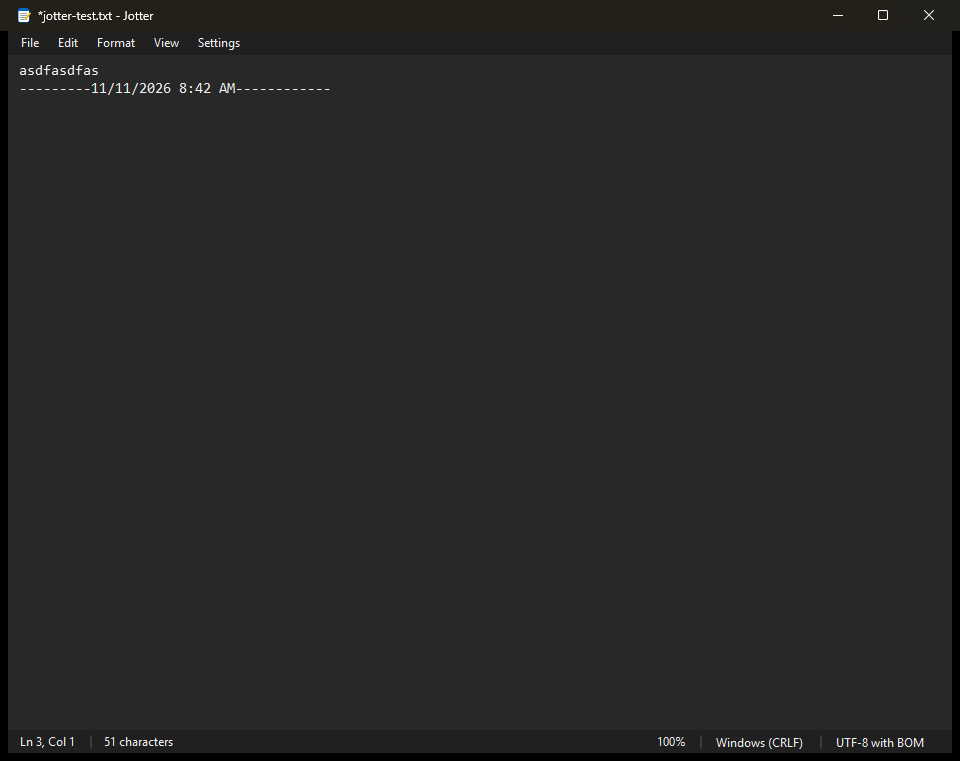 *jotter-test.txt - Jotter
File Edit Format View Settings
asdfasdfas
---------11/11/2026 8:42 AM------------
Ln 3, Col 1 51 characters 100% Windows (CRLF) UTF-8 with BOM